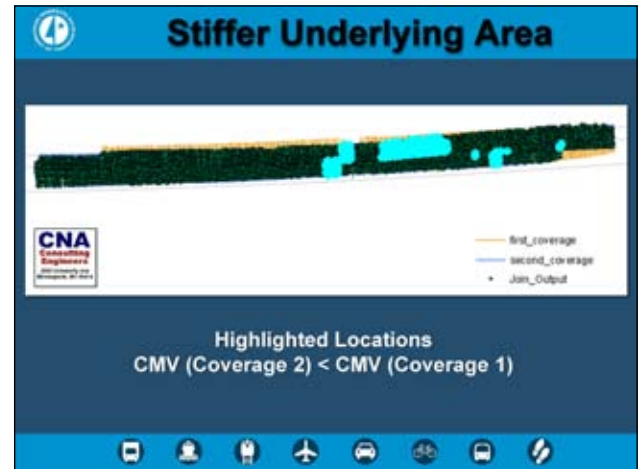 Stiffer Underlying Area
CNA
Consulting
Engineers
first_coverage
second_coverage
Join_Output
Highlighted Locations
CMV (Coverage 2) < CMV (Coverage 1)